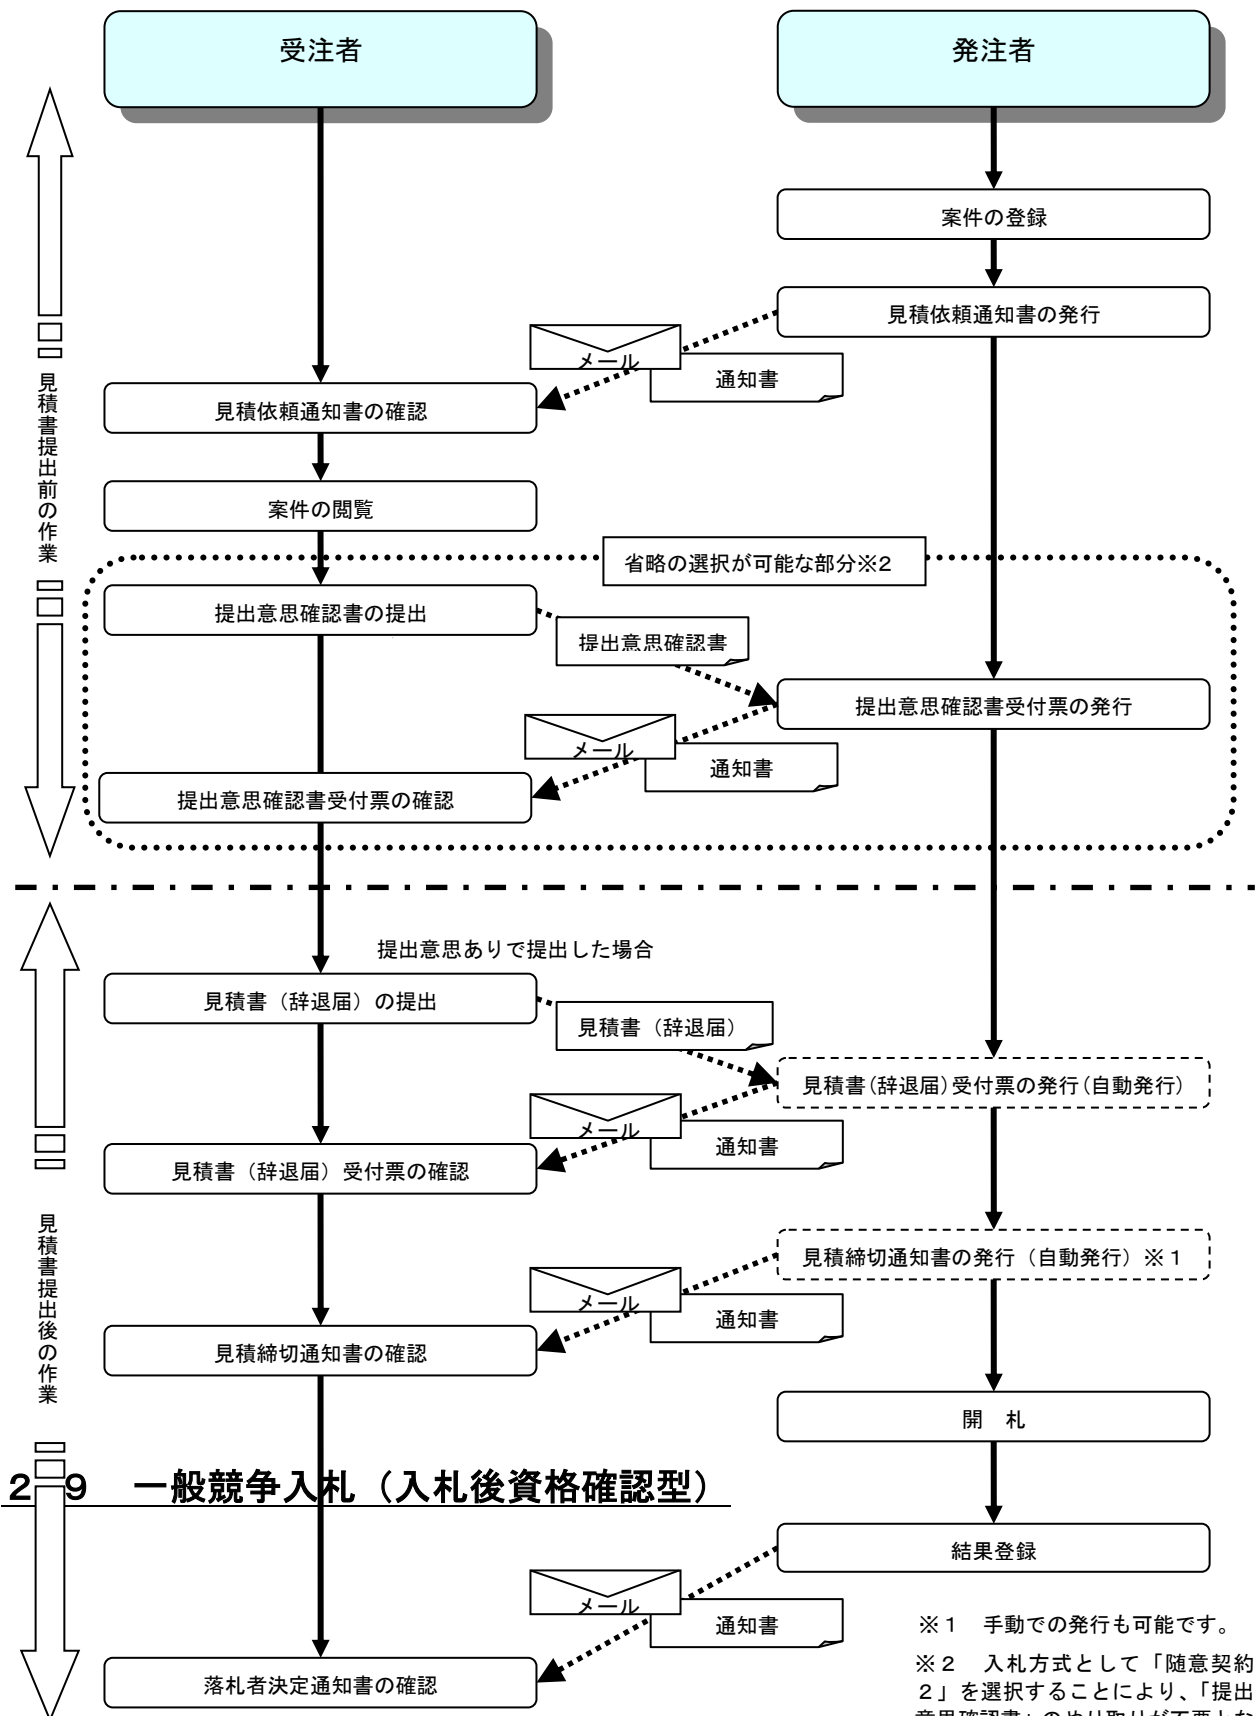 受注者
発注者
案件の登録
見積依頼通知書の発行
メール
通知書
見積依頼通知書の確認
見積書提出前の作業
案件の閲覧
省略の選択が可能な部分※2
提出意思確認書の提出
提出意思確認書
提出意思確認書受付票の発行
メール
通知書
提出意思確認書受付票の確認
提出意思ありで提出した場合
見積書（辞退届）の提出
見積書（辞退届）
見積書(辞退届)受付票の発行(自動発行)
メール
通知書
見積書（辞退届）受付票の確認
見積書提出後の作業
見積締切通知書の発行（自動発行）※１
メール
通知書
見積締切通知書の確認
開　札
２　９　一般競争入札（入札後資格確認型）
結果登録
メール
通知書
落札者決定通知書の確認
※１　手動での発行も可能です。
※２　入札方式として「随意契約
２」を選択することにより、「提出
意思確認書」のやり取りが不要とな